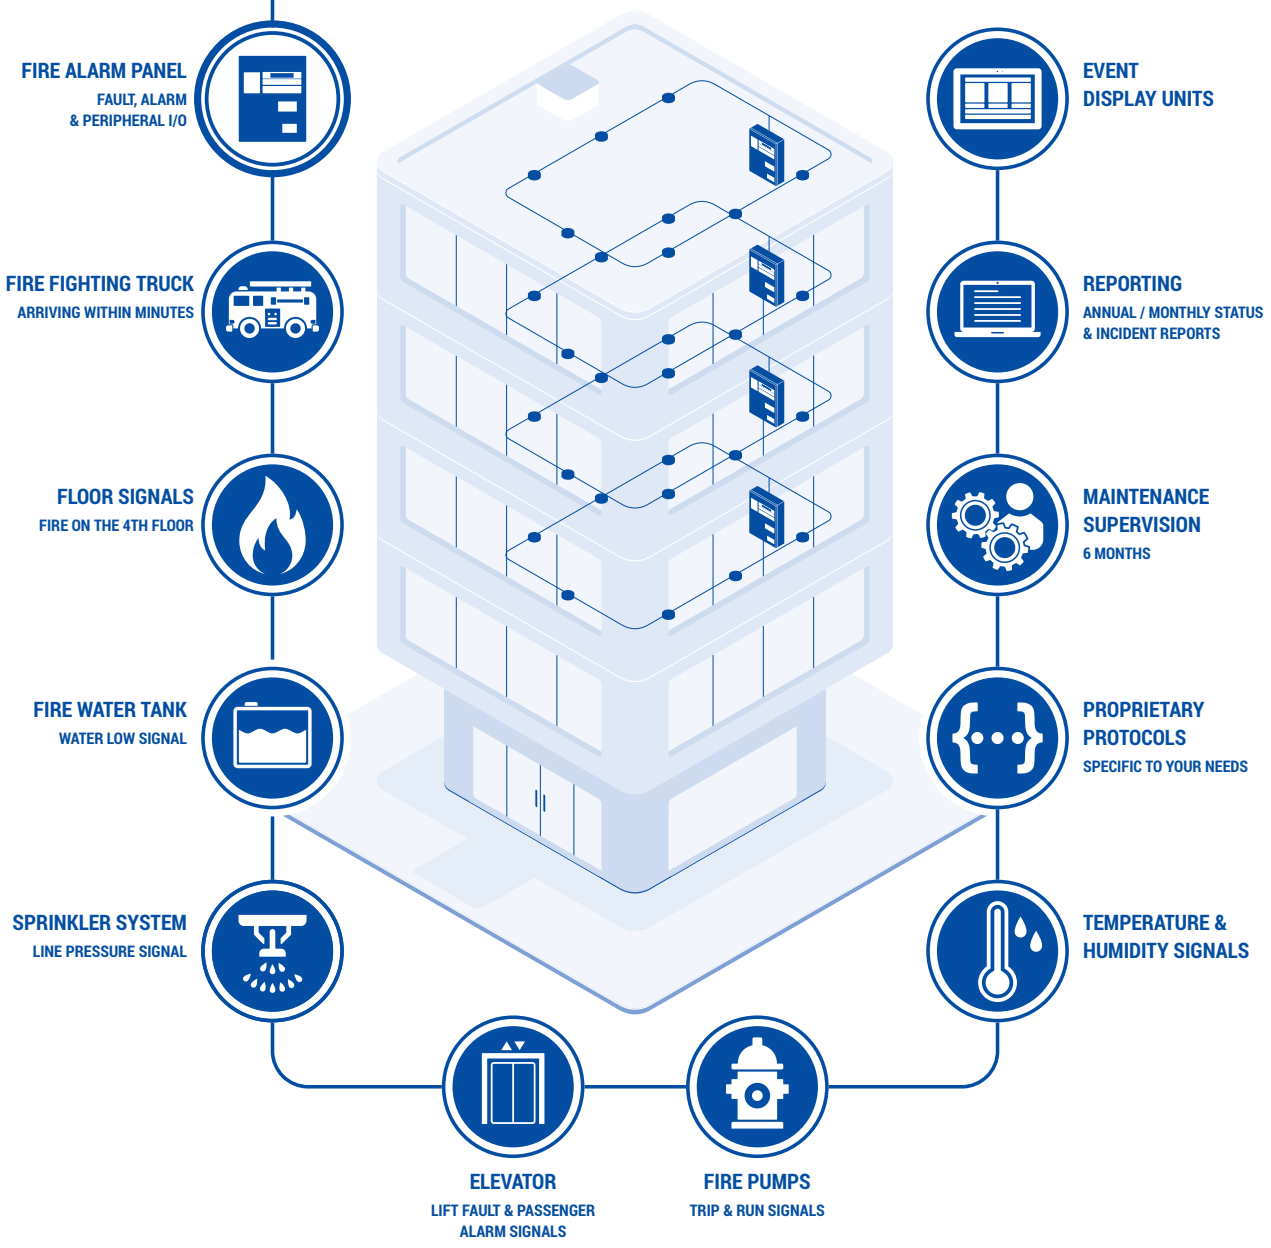 FIRE ALARM PANEL
FAULT, ALARM
& PERIPHERAL I/O
FIRE FIGHTING TRUCK
ARRIVING WITHIN MINUTES
FLOOR SIGNALS
FIRE ON THE 4TH FLOOR
FIRE WATER TANK
WATER LOW SIGNAL
SPRINKLER SYSTEM
LINE PRESSURE SIGNAL
ELEVATOR
LIFT FAULT & PASSENGER
ALARM SIGNALS
FIRE PUMPS
TRIP & RUN SIGNALS
EVENT
DISPLAY UNITS
REPORTING
ANNUAL / MONTHLY STATUS
& INCIDENT REPORTS
MAINTENANCE
SUPERVISION
6 MONTHS
PROPRIETARY
PROTOCOLS
SPECIFIC TO YOUR NEEDS
TEMPERATURE &
HUMIDITY SIGNALS